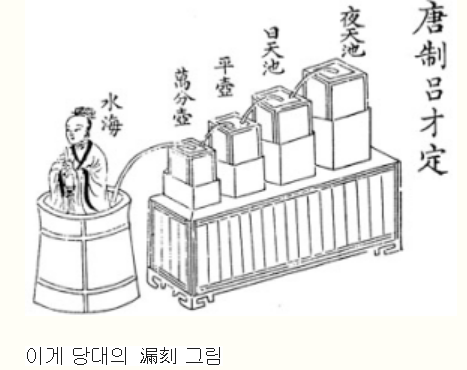 唐制呂才定
夜天池
日天池
平壺
萬分壺
水海
이게 당대의 漏刻 그림